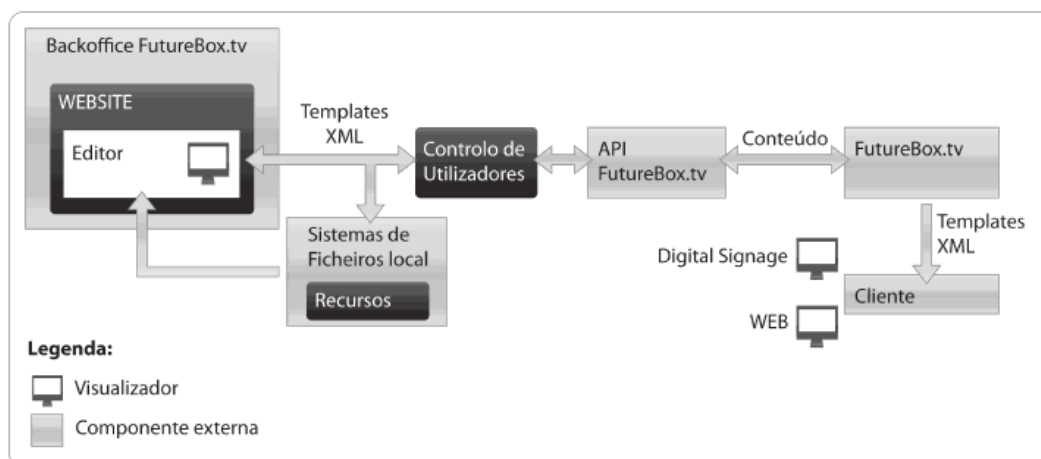 Backoffice FutureBox.tv
WEBSITE
Editor
Templates
XML
Controlo de
Utilizadores
API
FutureBox.tv
Conteúdo
FutureBox.tv
Sistemas de
Ficheiros local
Recursos
Templates
XML
Digital Signage
Cliente
WEB
Legenda:
Visualizador
Componente externa